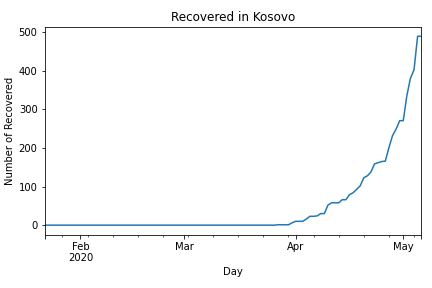 Recovered in Kosovo
Number of Recovered
500
400
300
200
100
0
Feb
2020
Mar
Apr
May
Day